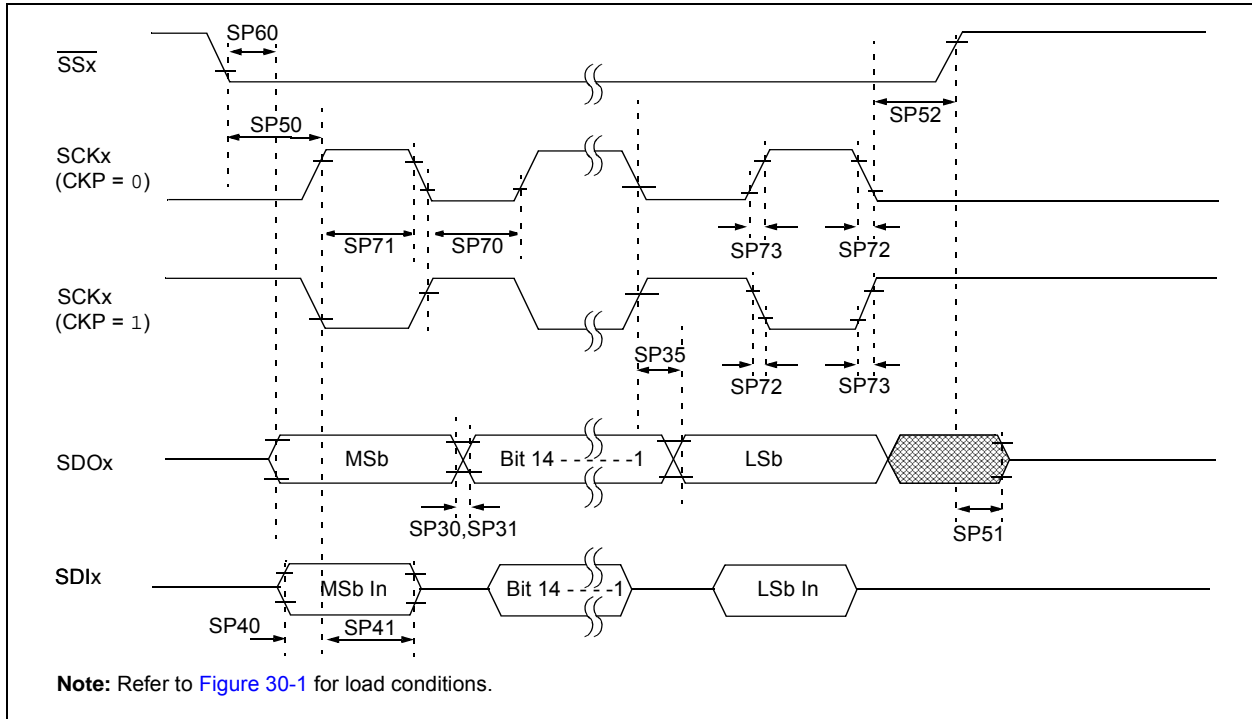 SP60
SSx
SP50
SP52
SCKx
(CKP = 0)
SP71
SP70
SP73
SP72
SCKx
(CKP = 1)
SP35
SP72
SP73
SDOx
MSb
Bit 14 - - - - - -1
LSb
SP30,SP31
SP51
SDIx
MSb In
Bit 14 - - - -1
LSb In
SP40
SP41
Note: Refer to Figure 30-1 for load conditions.